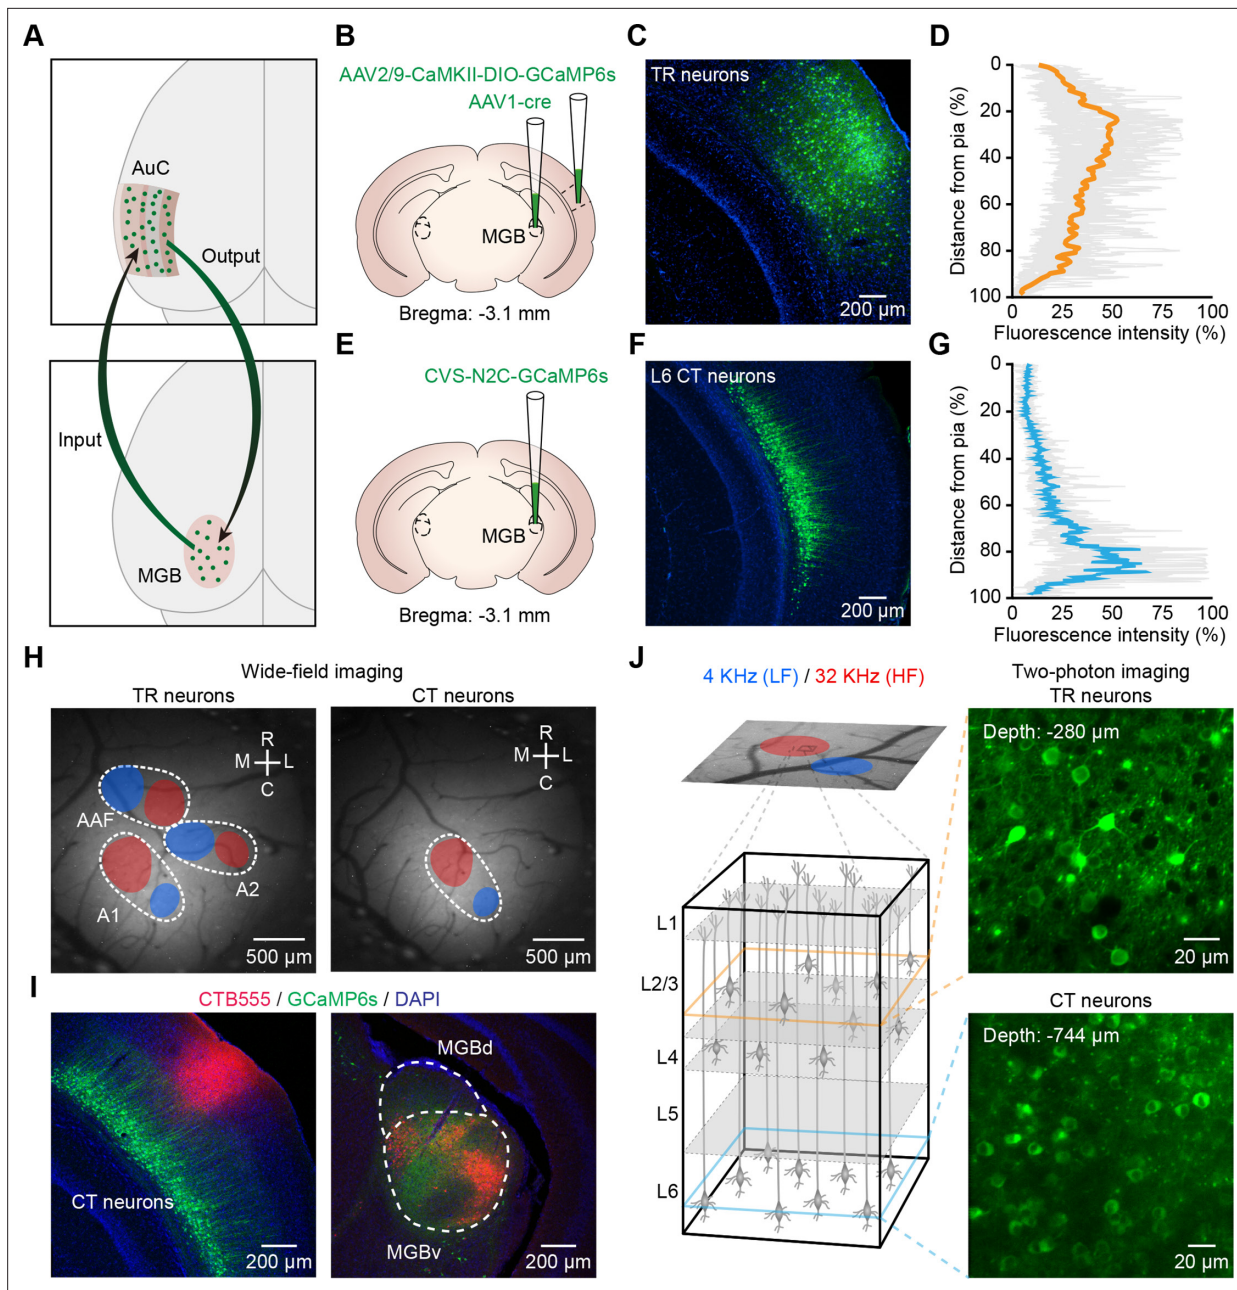 A
AuC
Output
Input
MGB
B
AAV2/9-CaMKII-DIO-GCaMP6s
AAV1-cre
MGB
Bregma: -3.1 mm
C
TR neurons
200 µm
D
Distance from pia (%)
0
20
40
60
80
100
0
25
50
75
100
Fluorescence intensity (%)
E
CVS-N2C-GCaMP6s
MGB
Bregma: -3.1 mm
F
L6 CT neurons
200 µm
G
Distance from pia (%)
0
20
40
60
80
100
0
25
50
75
100
Fluorescence intensity (%)
H
Wide-field imaging
TR neurons
R
M
L
C
AAF
A2
A1
500 µm
CT neurons
R
M
L
C
500 µm
I
CTB555 / GCaMP6s / DAPI
CT neurons
200 µm
MGBd
MGBv
200 µm
J
4 KHz (LF) / 32 KHz (HF)
L1
L2/3
L4
L5
L6
Two-photon imaging
TR neurons
Depth: -280 µm
20 µm
CT neurons
Depth: -744 µm
20 µm